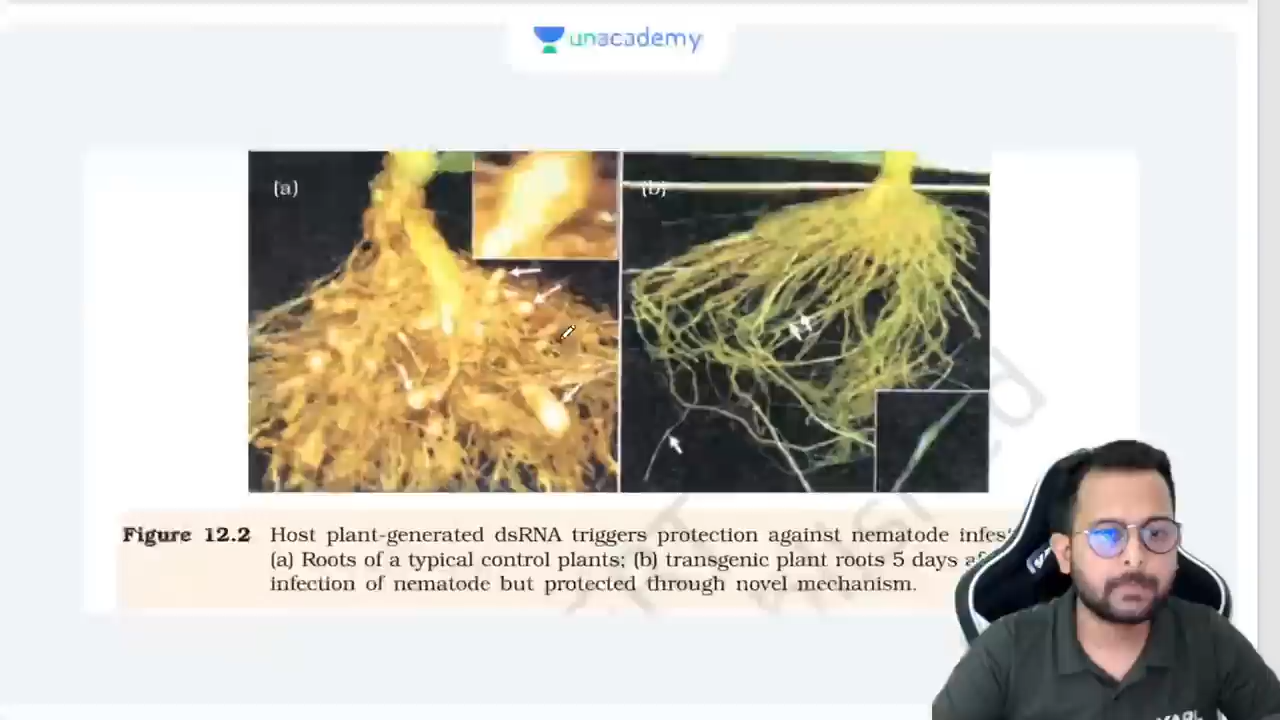 unacademy
(a)
(b)
Figure 12.2 Host plant-generated dsRNA triggers protection against nematode
(a) Roots of a typical control plants; (b) transgenic plant roots 5 days
infection of nematode but protected through novel mechanism.